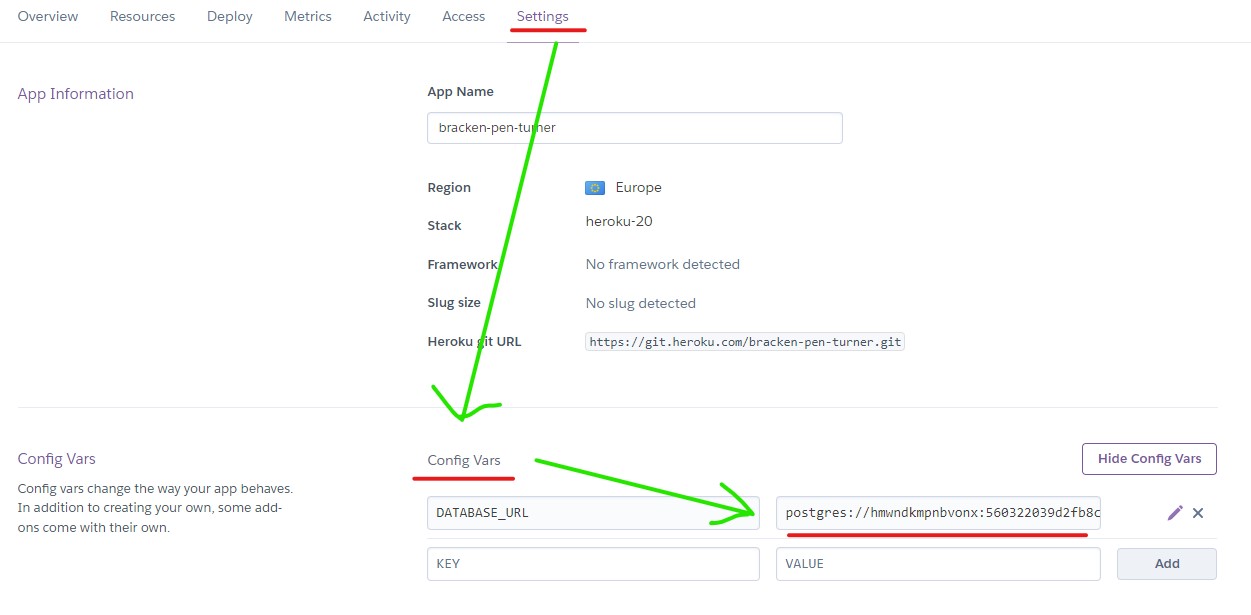 Overview Resources Deploy Metrics Activity Access Settings
App Information
App Name
bracken-pen-turner
Region Europe
Stack heroku-20
Framework No framework detected
Slug size No slug detected
Heroku git URL https://git.heroku.com/bracken-pen-turner.git
Config Vars
Config vars change the way your app behaves.
In addition to creating your own, some add-
ons come with their own.
Config Vars Hide Config Vars
DATABASE_URL postgres://hmwndkmpnbvonx:560322039d2fb8c
KEY VALUE Add